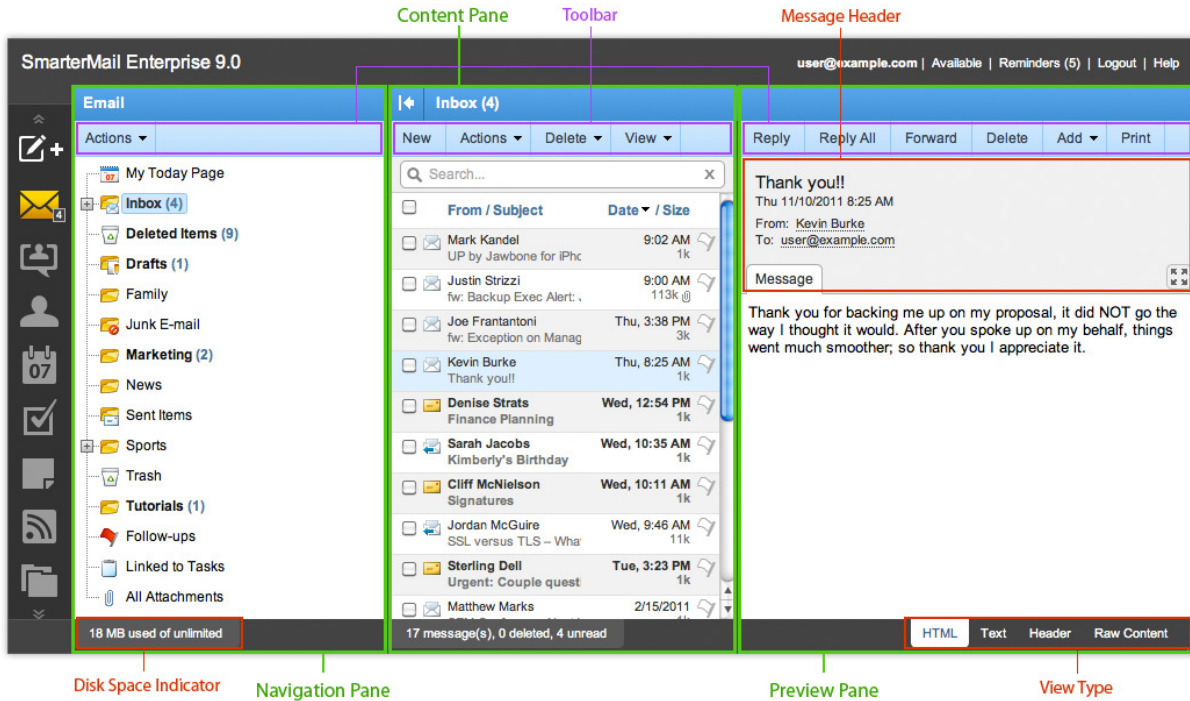 Content Pane
Toolbar
Message Header
SmarterMail Enterprise 9.0
user@example.com | Available | Reminders (5) | Logout | Help
Email
Actions
My Today Page
Inbox (4)
Deleted Items (9)
Drafts (1)
Family
Junk E-mail
Marketing (2)
News
Sent Items
Sports
Trash
Tutorials (1)
Follow-ups
Linked to Tasks
All Attachments
18 MB used of unlimited
4
07
07
Inbox (4)
New Actions Delete View
Search... X
From / Subject Date / Size
Mark Kandel 9:02 AM
UP by Jawbone for iPhc 1k
Justin Strizzi 9:00 AM
fw: Backup Exec Alert: 113k
Joe Frantantoni Thu, 3:38 PM
fw: Exception on Manag 3k
Kevin Burke Thu, 8:25 AM
Thank you!! 1k
Denise Strats Wed, 12:54 PM
Finance Planning 1k
Sarah Jacobs Wed, 10:35 AM
Kimberly's Birthday 1k
Cliff McNielson Wed, 10:11 AM
Signatures 1k
Jordan McGuire Wed, 9:46 AM
SSL versus TLS – Wha 11k
Sterling Dell Tue, 3:23 PM
Urgent: Couple quest 1k
Matthew Marks 2/15/2011
17 message(s), 0 deleted, 4 unread
Reply Reply All Forward Delete Add Print
Thank you!!
Thu 11/10/2011 8:25 AM
From: Kevin Burke
To: user@example.com
Message
Thank you for backing me up on my proposal, it did NOT go the
way I thought it would. After you spoke up on my behalf, things
went much smoother; so thank you I appreciate it.
HTML Text Header Raw Content
Disk Space Indicator
Navigation Pane
Preview Pane
View Type